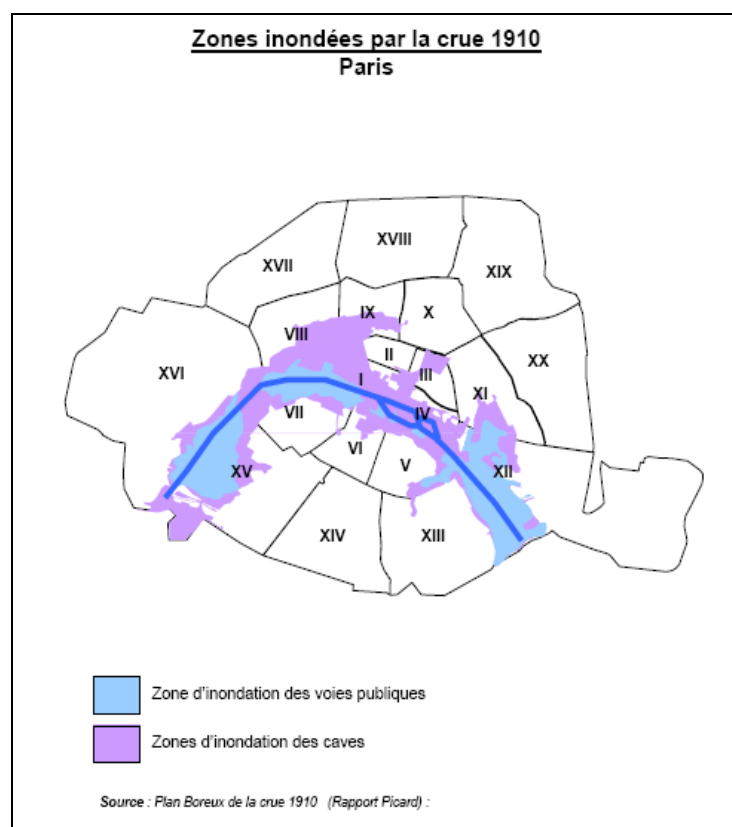 Zones inondées par la crue 1910
Paris
XVIII
XVII
XIX
IX
X
VIII
II
XX
XVI
III
I
XI
VII
IV
VI
V
XV
XII
XIV
XIII
Zone d'inondation des voies publiques
Zones d'inondation des caves
Source : Plan Boreux de la crue 1910 (Rapport Picard) :